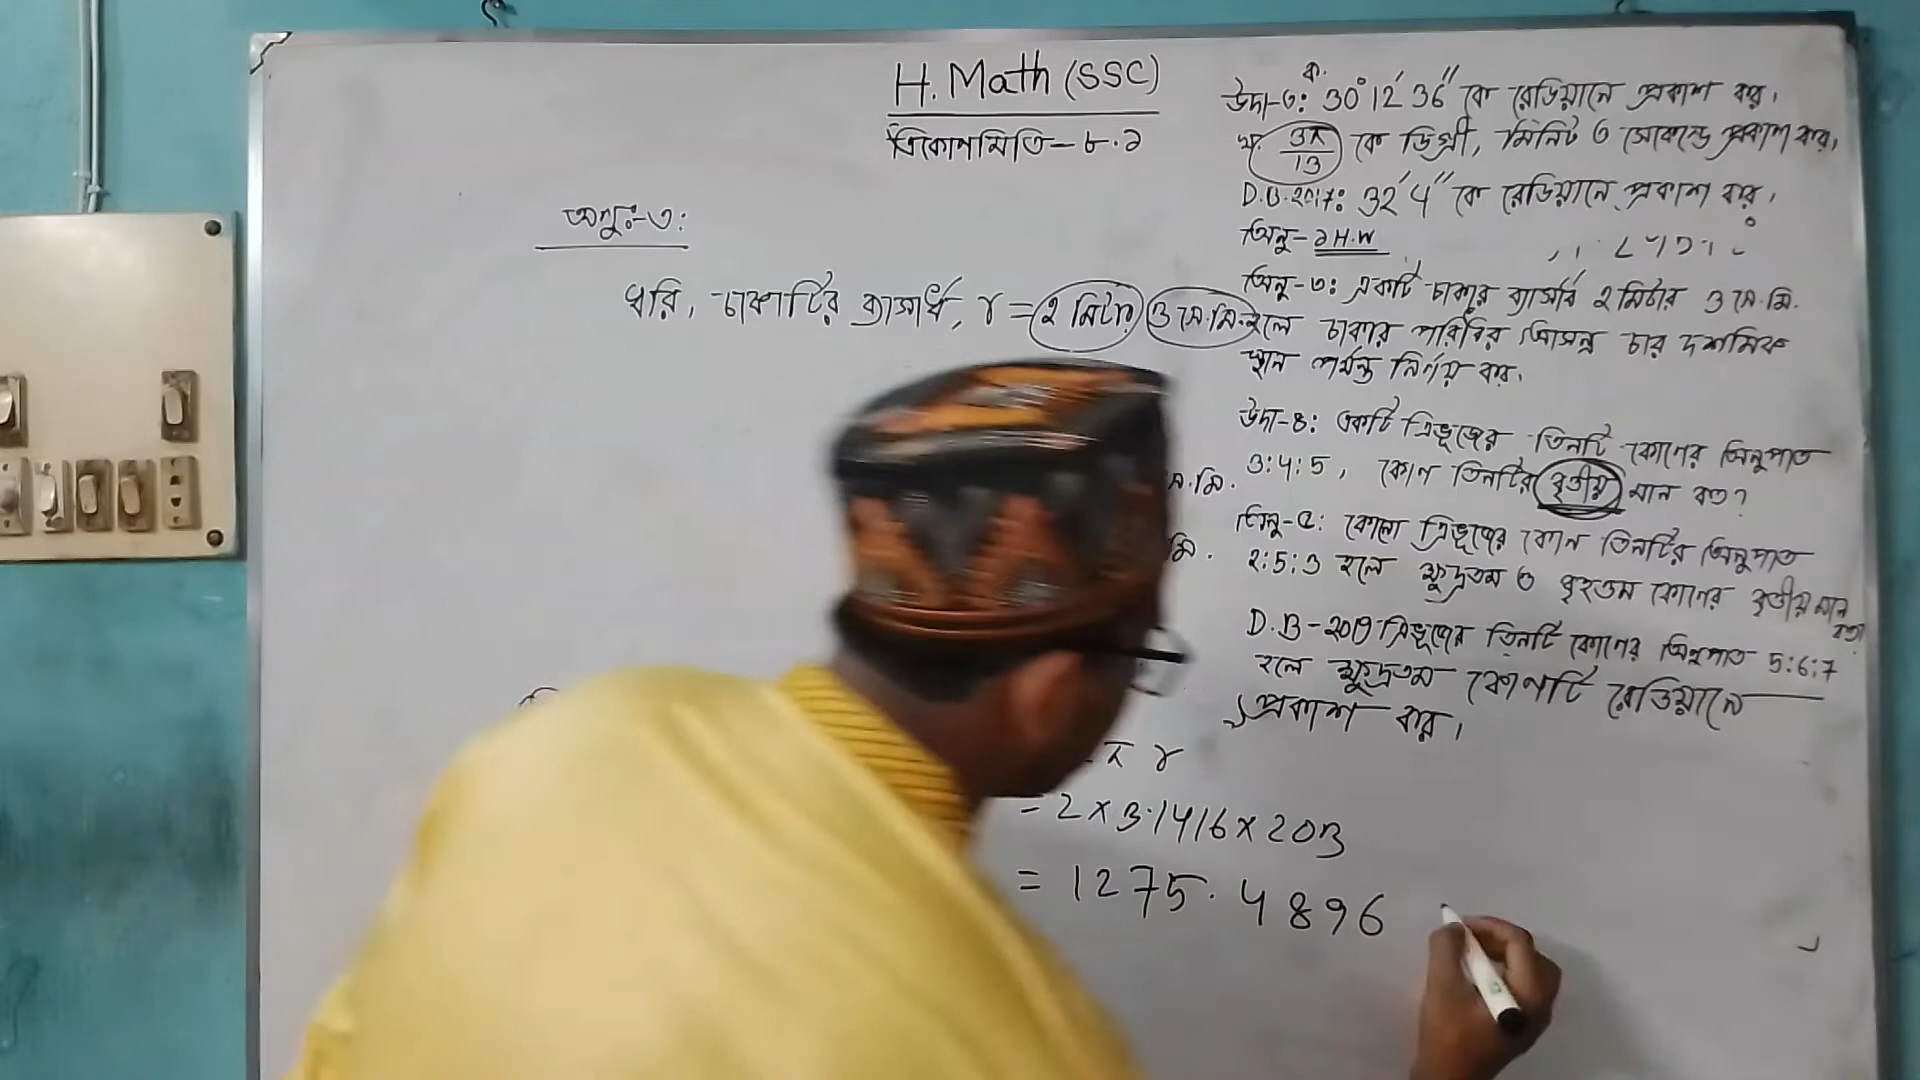 H. Math (SSC)
ত্রিকোণমিতি – ৮.১
অনুঃ-৩:
ধরি, চাকাটির ব্যাসার্ধ, r = ২ মিটার ৩ সে.মি.
সে.মি.
মি.
π r
= 2 × 3.1416 × 203
= 1275.4896
ক.
উদা-৩: 30° 12′ 36″ কে রেডিয়ানে প্রকাশ কর।
খ. 3π/13 কে ডিগ্রী, মিনিট ও সেকেন্ডে প্রকাশ কর।
D.B.2017: 32′ 4″ কে রেডিয়ানে প্রকাশ কর।
অনু – ১ H.W
অনু-৩: একটি চাকার ব্যাসার্ধ ২ মিটার ৩ সে.মি.
হলে চাকার পরিধির আসন্ন চার দশমিক
স্থান পর্যন্ত নির্ণয় কর।
উদা-৪: একটি ত্রিভূজের তিনটি কোণের অনুপাত
3:4:5, কোণ তিনটির বৃত্তীয় মান কত?
অনু-৫: কোনো ত্রিভূজের কোন তিনটির অনুপাত
2:5:3 হলে ক্ষুদ্রতম ও বৃহত্তম কোণের বৃত্তীয় মান
কত?
D.B – 2019 ত্রিভূজের তিনটি কোণের অনুপাত 5:6:7
হলে ক্ষুদ্রতম কোণটি রেডিয়ানে
প্রকাশ কর।